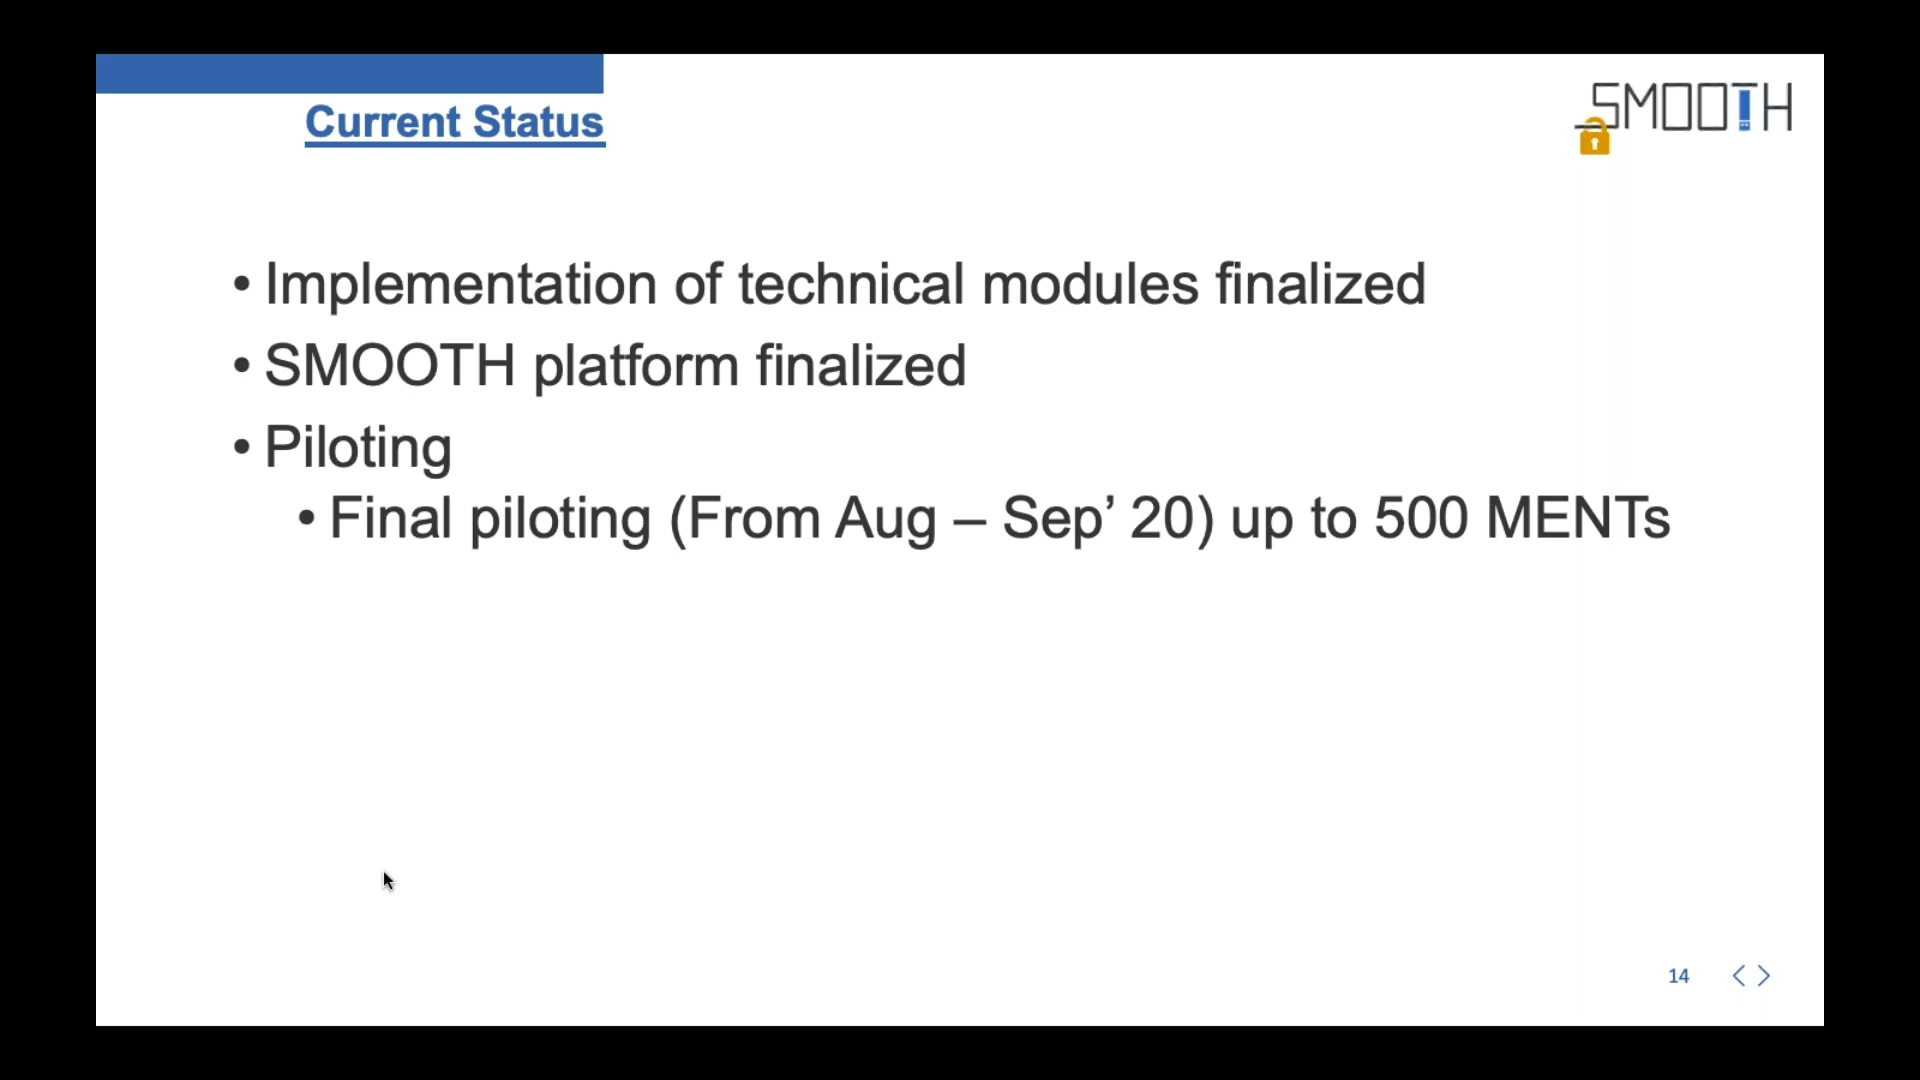 Current Status
SMOOTH
• Implementation of technical modules finalized
• SMOOTH platform finalized
• Piloting
• Final piloting (From Aug – Sep’ 20) up to 500 MENTs
14